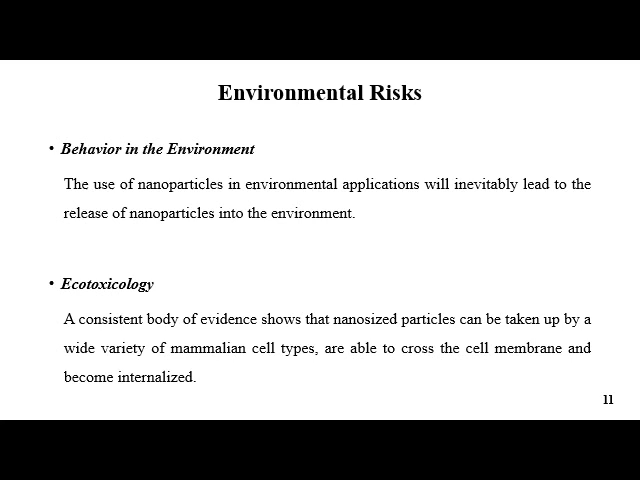 Environmental Risks
• Behavior in the Environment
The use of nanoparticles in environmental applications will inevitably lead to the
release of nanoparticles into the environment.
• Ecotoxicology
A consistent body of evidence shows that nanosized particles can be taken up by a
wide variety of mammalian cell types, are able to cross the cell membrane and
become internalized.
11